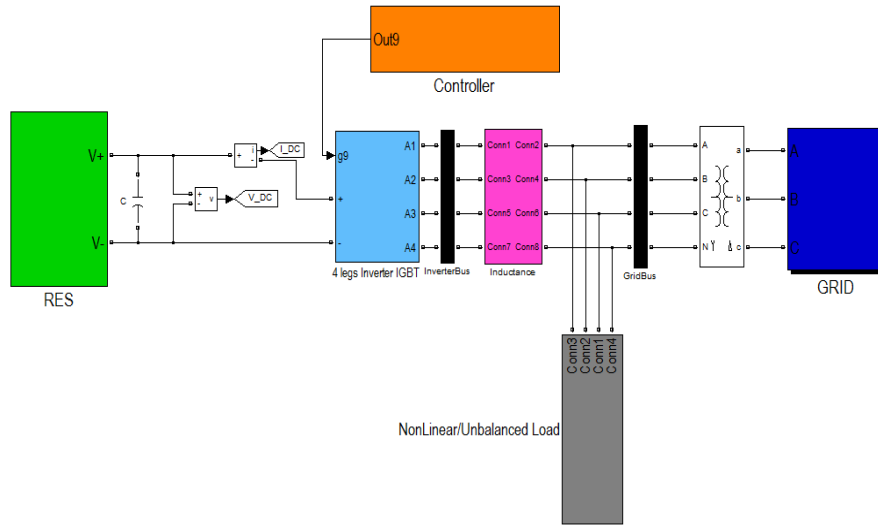 Out9
Controller
V+
V-
C
RES
+
-
i
I_DC
+
-
v
V_DC
g9
+
-
A1
A2
A3
A4
4 legs Inverter IGBT
InverterBus
Conn1 Conn2
Conn3 Conn4
Conn5 Conn6
Conn7 Conn8
Inductance
GridBus
A
B
C
N
a
b
c
A
B
C
GRID
Conn3
Conn2
Conn1
Conn4
NonLinear/Unbalanced Load